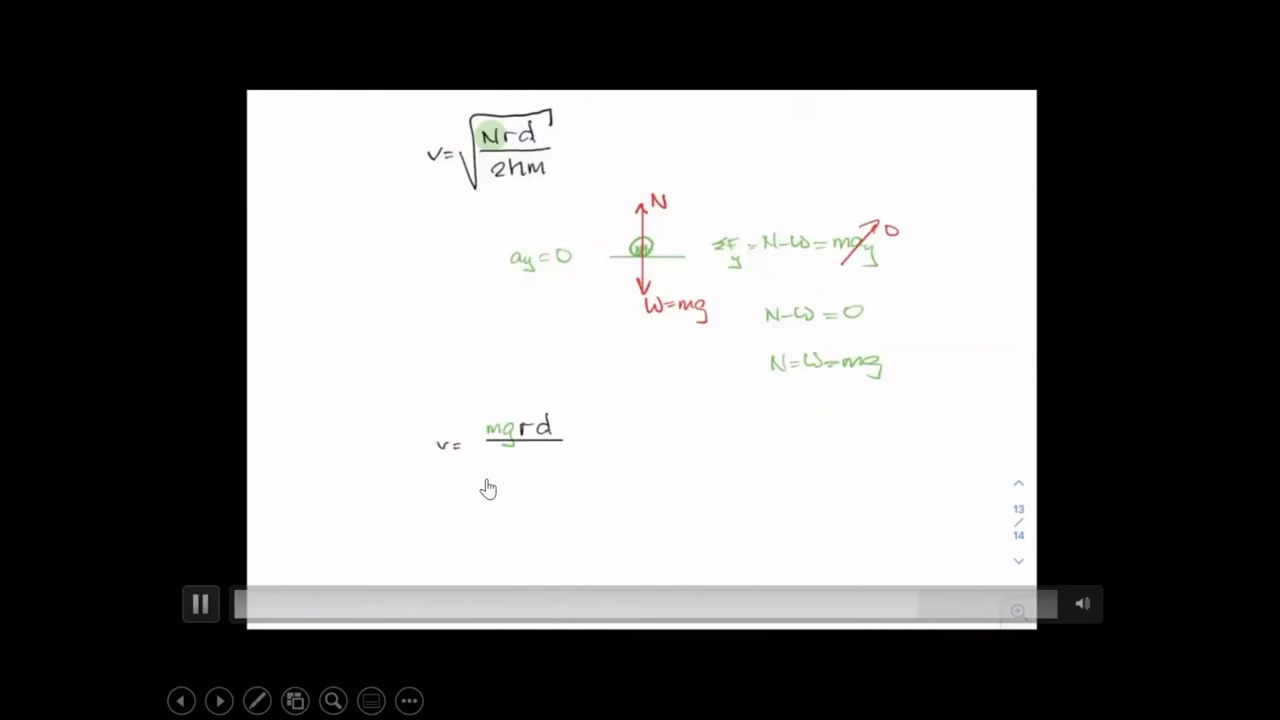 v=√Nrd
2hm
N
ay=0
m
ΣFy=N-W=may
0
W=mg
N-W=0
N=W=mg
v=
mgrd
13
/
14